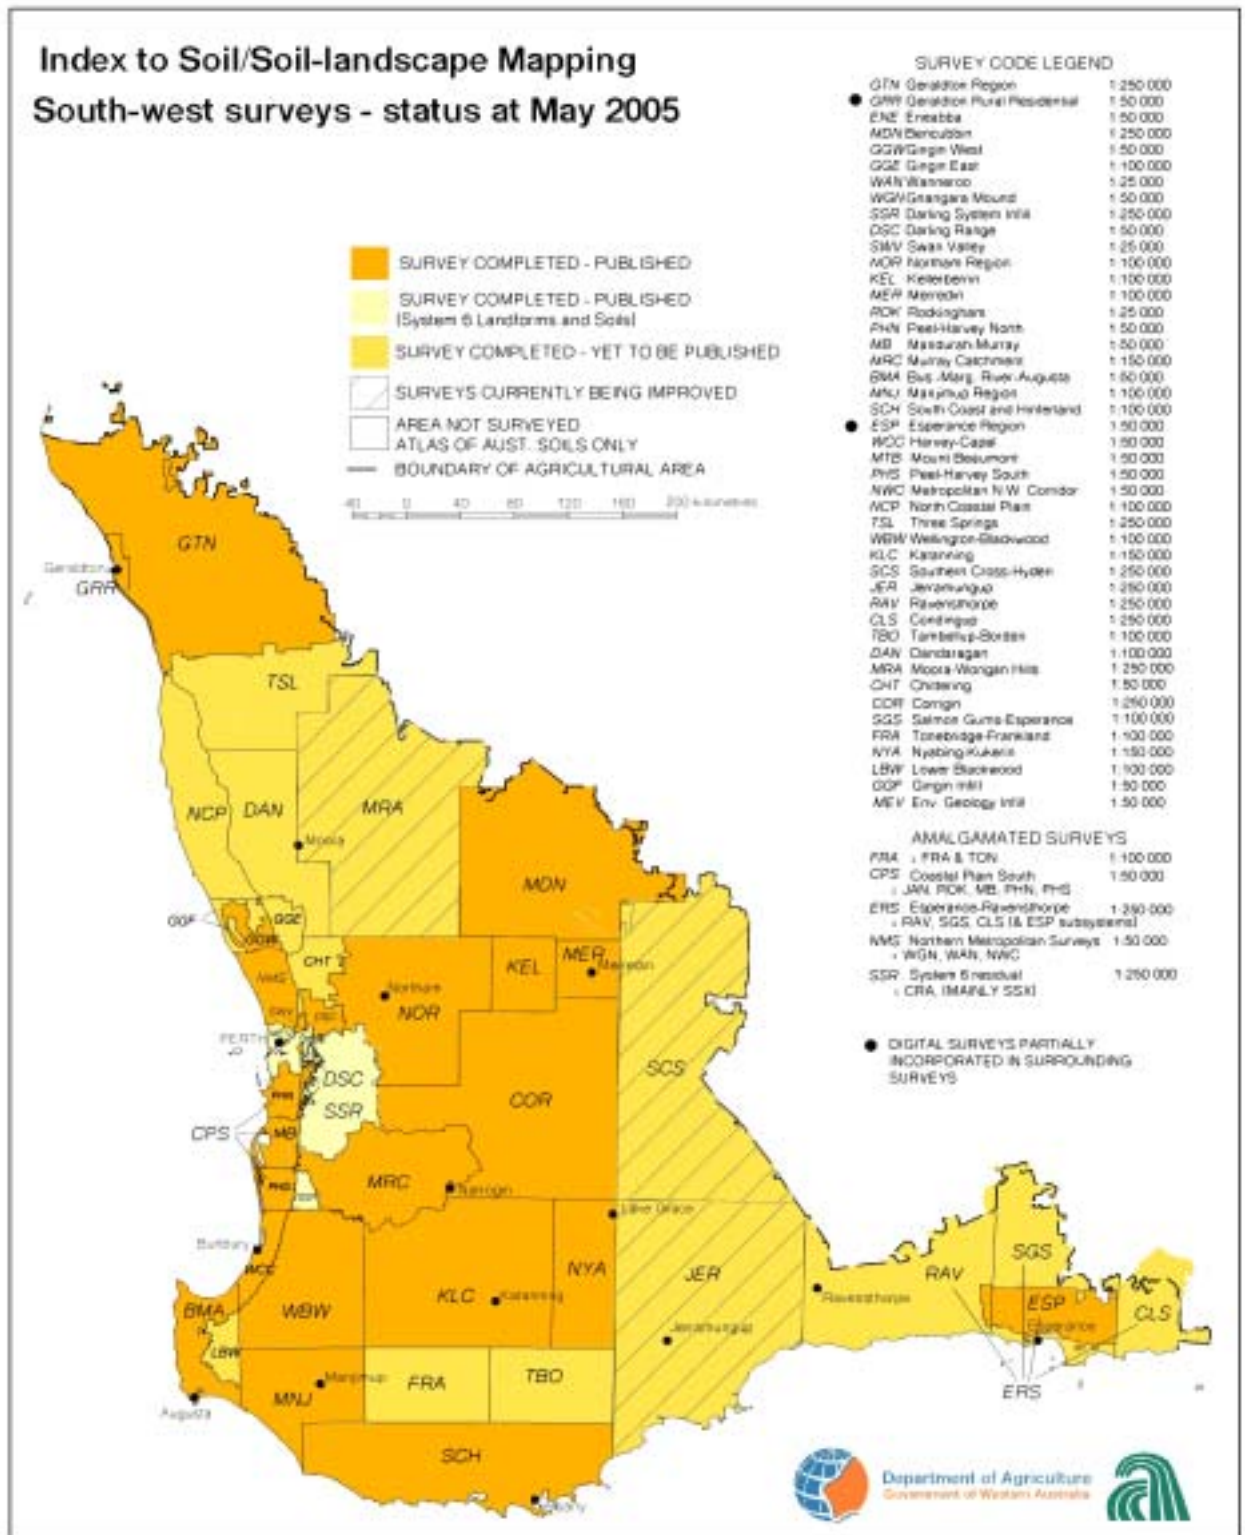 Index to Soil/Soil-landscape Mapping
South-west surveys - status at May 2005
SURVEY COMPLETED - PUBLISHED
SURVEY COMPLETED - PUBLISHED
(System 6 Landforms and Soils)
SURVEY COMPLETED - YET TO BE PUBLISHED
SURVEYS CURRENTLY BEING IMPROVED
AREA NOT SURVEYED
ATLAS OF AUST. SOILS ONLY
BOUNDARY OF AGRICULTURAL AREA
40 0 40 80 120 160 200 kilometres
SURVEY CODE LEGEND
GTN Geraldton Region 1:250 000
GRR Geraldton Rural Residential 1:50 000
ENE Eneabba 1:50 000
MDN Bencubbin 1:250 000
GGW Gingin West 1:50 000
GGE Gingin East 1:100 000
WAN Wanneroo 1:25 000
WGN Gnangara Mound 1:50 000
SSR Darling System Infill 1:250 000
DSC Darling Range 1:50 000
SWV Swan Valley 1:25 000
NOR Northam Region 1:100 000
KEL Kellerberrin 1:100 000
MER Merredin 1:100 000
ROK Rockingham 1:25 000
PHN Peel-Harvey North 1:50 000
MB Mandurah-Murray 1:50 000
MRC Murray Catchment 1:150 000
BMA Bus.-Marg. River-Augusta 1:50 000
MNJ Manjimup Region 1:100 000
SCH South Coast and Hinterland 1:100 000
ESP Esperance Region 1:50 000
WCC Harvey-Capel 1:50 000
MTB Mount Beaumont 1:50 000
PHS Peel-Harvey South 1:50 000
NWC Metropolitan N.W. Corridor 1:50 000
NCP North Coastal Plain 1:100 000
TSL Three Springs 1:250 000
WBW Wellington-Blackwood 1:100 000
KLC Katanning 1:150 000
SCS Southern Cross-Hyden 1:250 000
JER Jerramungup 1:250 000
RAV Ravensthorpe 1:250 000
CLS Condingup 1:250 000
TBO Tambellup-Borden 1:100 000
DAN Dandaragan 1:100 000
MRA Moora-Wongan Hills 1:250 000
CHT Chittering 1:50 000
COR Corrigin 1:250 000
SGS Salmon Gums-Esperance 1:100 000
FRA Tonebridge-Frankland 1:100 000
NYA Nyabing-Kukerin 1:150 000
LBW Lower Blackwood 1:100 000
GGF Gingin Infill 1:50 000
MEV Env. Geology Infill 1:50 000
AMALGAMATED SURVEYS
FRA : FRA & TON 1:100 000
CPS Coastal Plain South 1:50 000
: JAN, ROK, MB, PHN, PHS
ERS Esperance-Ravensthorpe 1:250 000
: RAV, SGS, CLS (& ESP subsystems)
NMS Northern Metropolitan Surveys 1:50 000
: WGN, WAN, NWC
SSR System 6 residual 1:250 000
: CRA, (MAINLY SSX)
DIGITAL SURVEYS PARTIALLY
INCORPORATED IN SURROUNDING
SURVEYS
GTN
Geraldton
GRR
TSL
NCP
DAN
MRA
Moora
MDN
GGF
GGE
GGW
CHT
MER
Merredin
KEL
NMS
Northam
NOR
SWV
DSC
PERTH
SCS
DSC
SSR
COR
PHN
CPS
MB
MRC
Narrogin
PHS
Lake Grace
Bunbury
WCC
SGS
RAV
JER
NYA
KLC
Katanning
WBW
BMA
Ravensthorpe
ESP
Esperance
CLS
Jerramungup
LBW
FRA
TBO
Manjimup
MNJ
ERS
Augusta
SCH
Albany
Department of Agriculture
Government of Western Australia